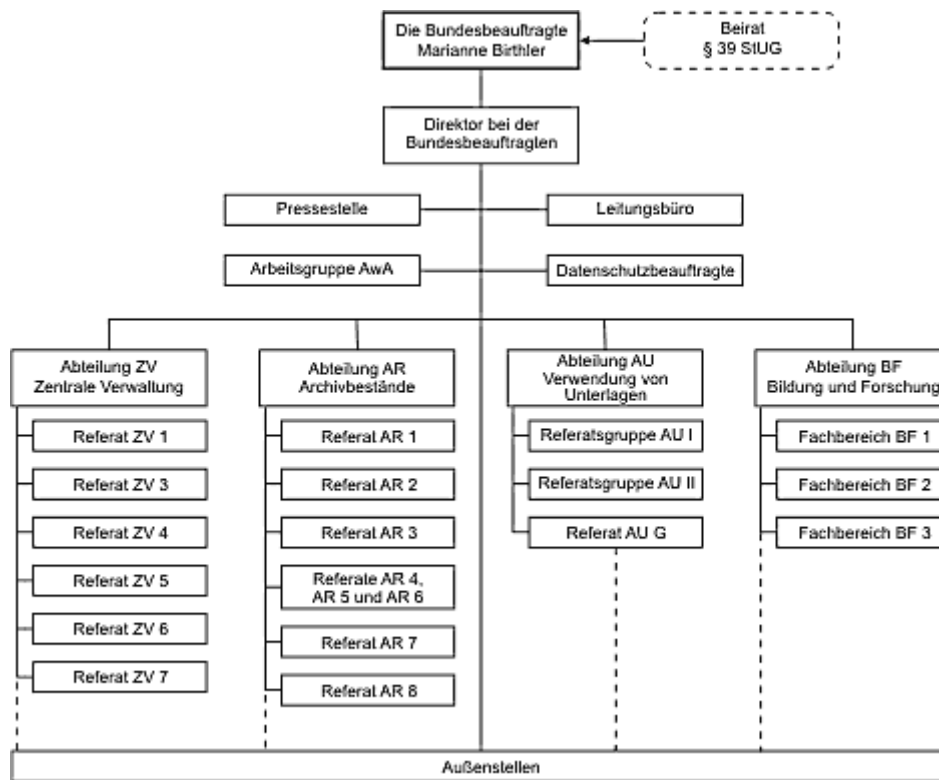 Die Bundesbeauftragte
Marianne Birthler
Beirat
§ 39 StUG
Direktor bei der
Bundesbeauftragten
Pressestelle
Leitungsbüro
Arbeitsgruppe AwA
Datenschutzbeauftragte
Abteilung ZV
Zentrale Verwaltung
Referat ZV 1
Referat ZV 3
Referat ZV 4
Referat ZV 5
Referat ZV 6
Referat ZV 7
Abteilung AR
Archivbestände
Referat AR 1
Referat AR 2
Referat AR 3
Referate AR 4,
AR 5 und AR 6
Referat AR 7
Referat AR 8
Abteilung AU
Verwendung von
Unterlagen
Referatsgruppe AU I
Referatsgruppe AU II
Referat AU G
Abteilung BF
Bildung und Forschung
Fachbereich BF 1
Fachbereich BF 2
Fachbereich BF 3
Außenstellen